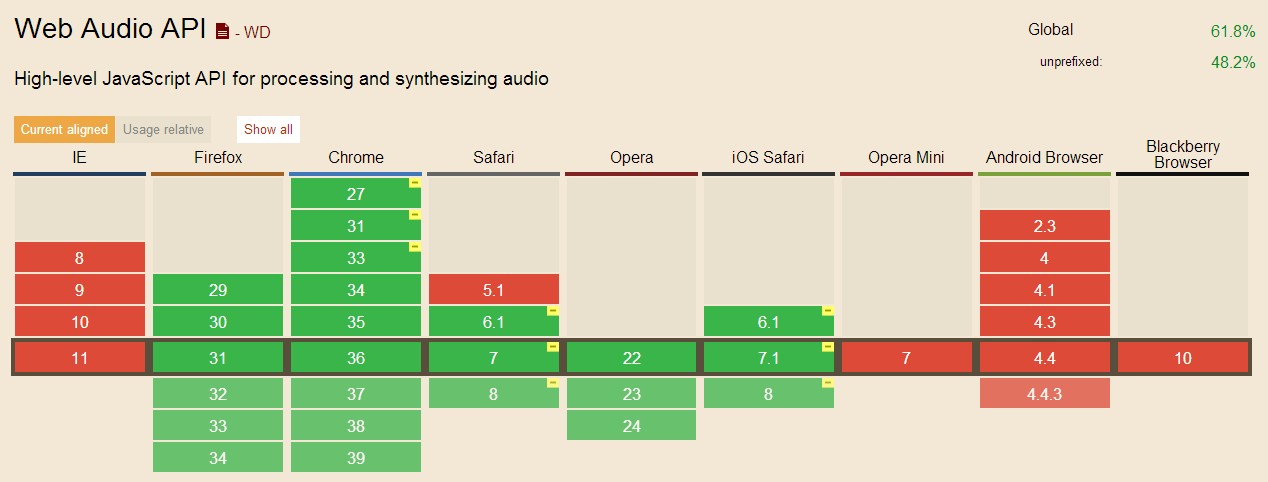 Web Audio API - WD
Global 61.8%
unprefixed: 48.2%
High-level JavaScript API for processing and synthesizing audio
Current aligned Usage relative Show all
IE Firefox Chrome Safari Opera iOS Safari Opera Mini Android Browser Blackberry
Browser
27
31 2.3
8 33 4
9 29 34 5.1 4.1
10 30 35 6.1 6.1 4.3
11 31 36 7 22 7.1 7 4.4 10
32 37 8 23 8 4.4.3
33 38 24
34 39